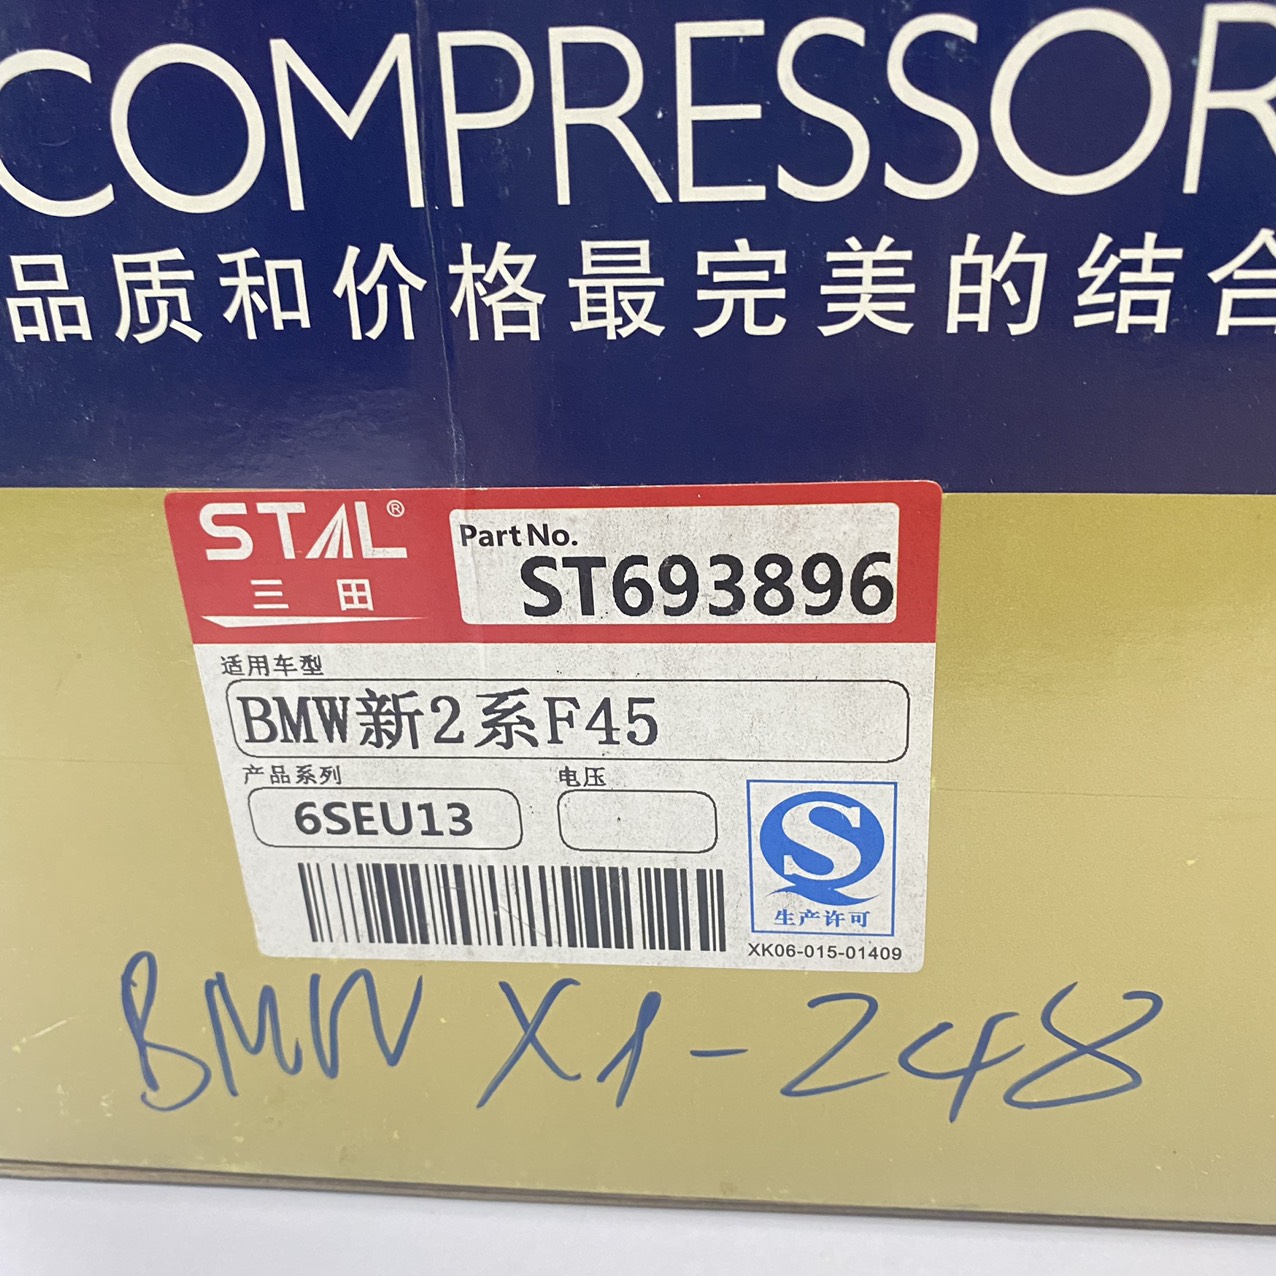 COMPRESSOR
品质和价格最完美的结合
STAL®
三田
Part No.
ST693896
适用车型
BMW新2系F45
产品系列
电压
6SEU13
S
生产许可
XK06-015-01409
BMW X1-248